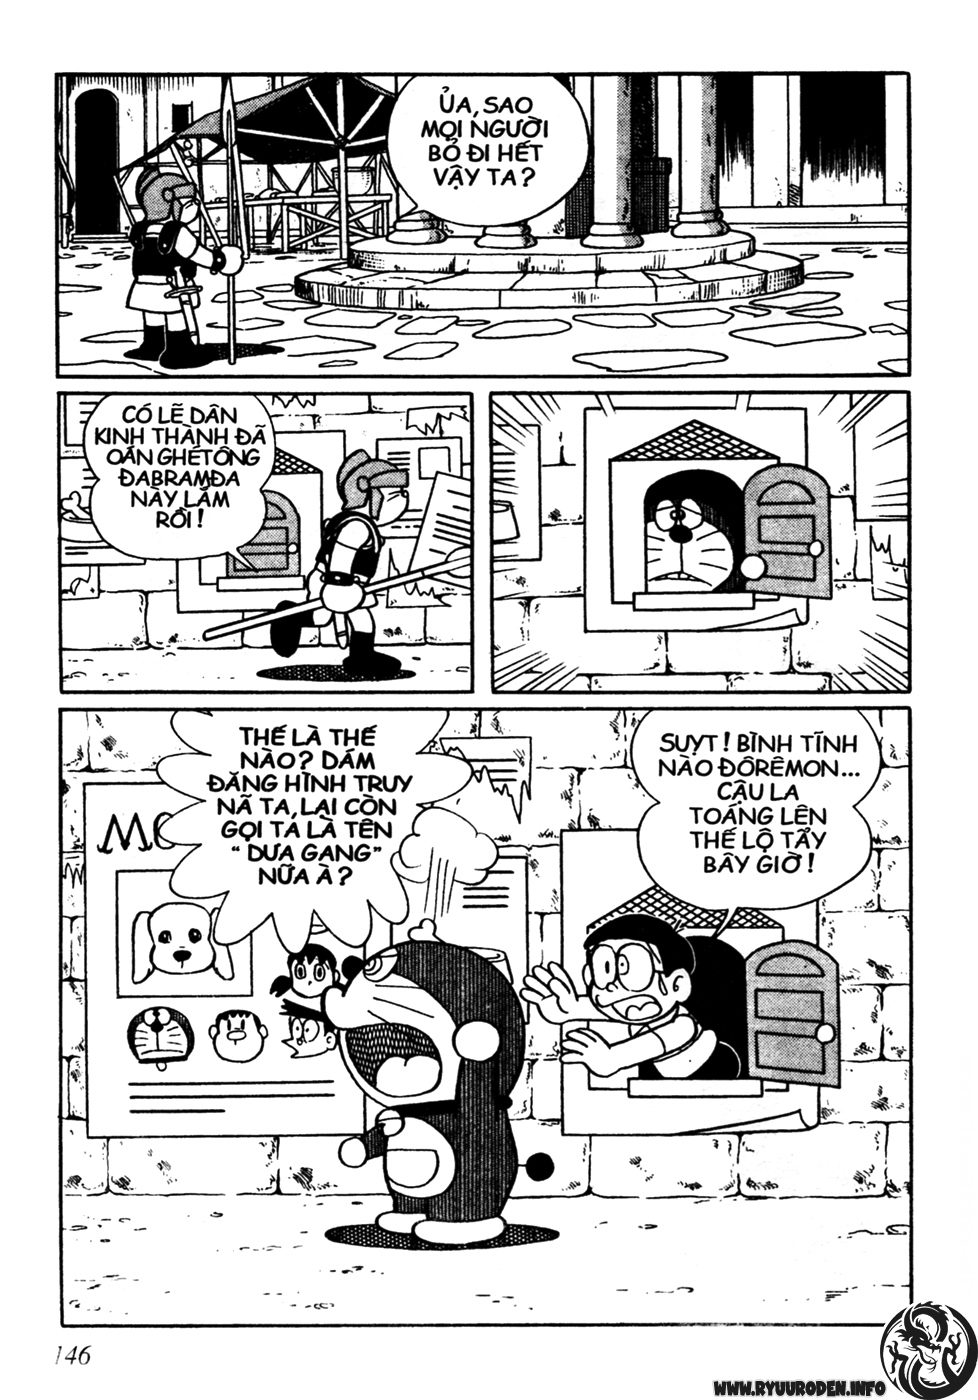 ỦA, SAO
MỌI NGƯỜI
BỎ ĐI HẾT
VẬY TA?
CÓ LẼ DÂN
KINH THÀNH ĐÃ
OÁN GHÉT ÔNG
ĐABRAMĐA
NÀY LẮM
RỒI!
THẾ LÀ THẾ
NÀO? DÁM
ĐĂNG HÌNH TRUY
NÃ TA, LẠI CÒN
GỌI TA LÀ TÊN
"DƯA GANG"
NỮA À?
SUỴT! BÌNH TĨNH
NÀO ĐÔRÊMON...
CẬU LA
TOÁNG LÊN
THẾ LỘ TẨY
BÂY GIỜ!
146
WWW.RYUURODEN.INFO